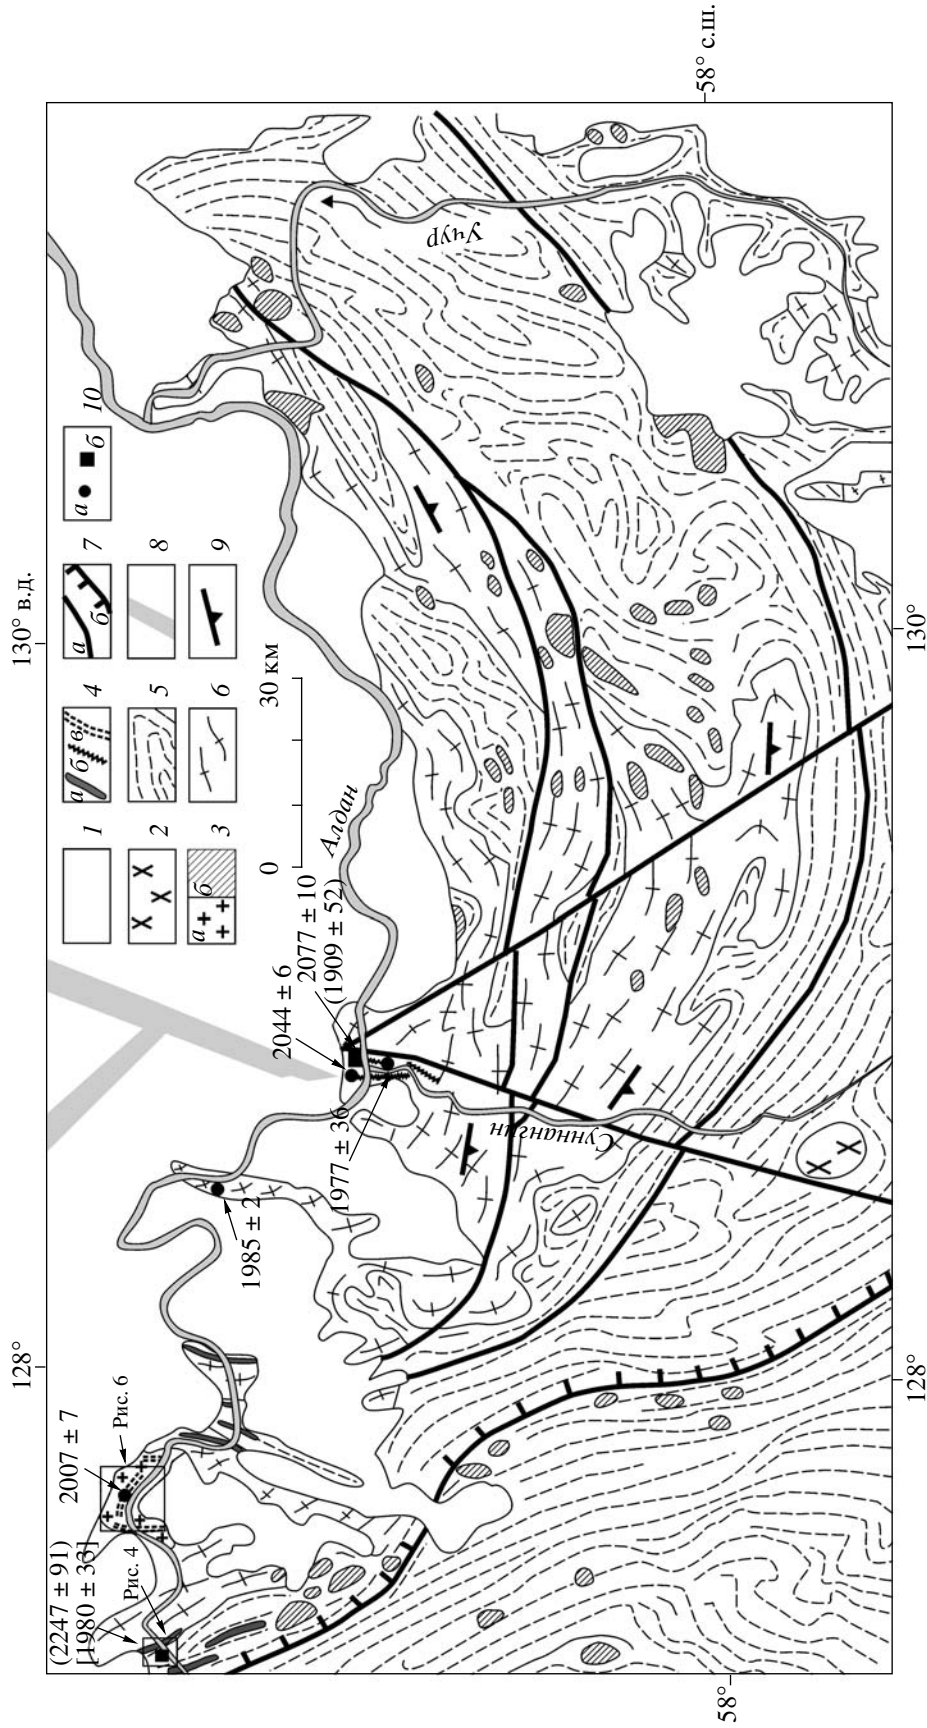 128° в.д.
130° в.д.
(2247 ± 91)
[1980 ± 33]
Рис. 4
2007 ± 7
Рис. 6
1985 ± 2
1977 ± 36
2044 ± 6
2077 ± 10
(1909 ± 52)
Алдан
0 30 км
1
2
а б 3
а б в 4
5
6
а б 7
8
9
а б 10
Суннангин
Учур
58°
58° с.ш.
128°
130°